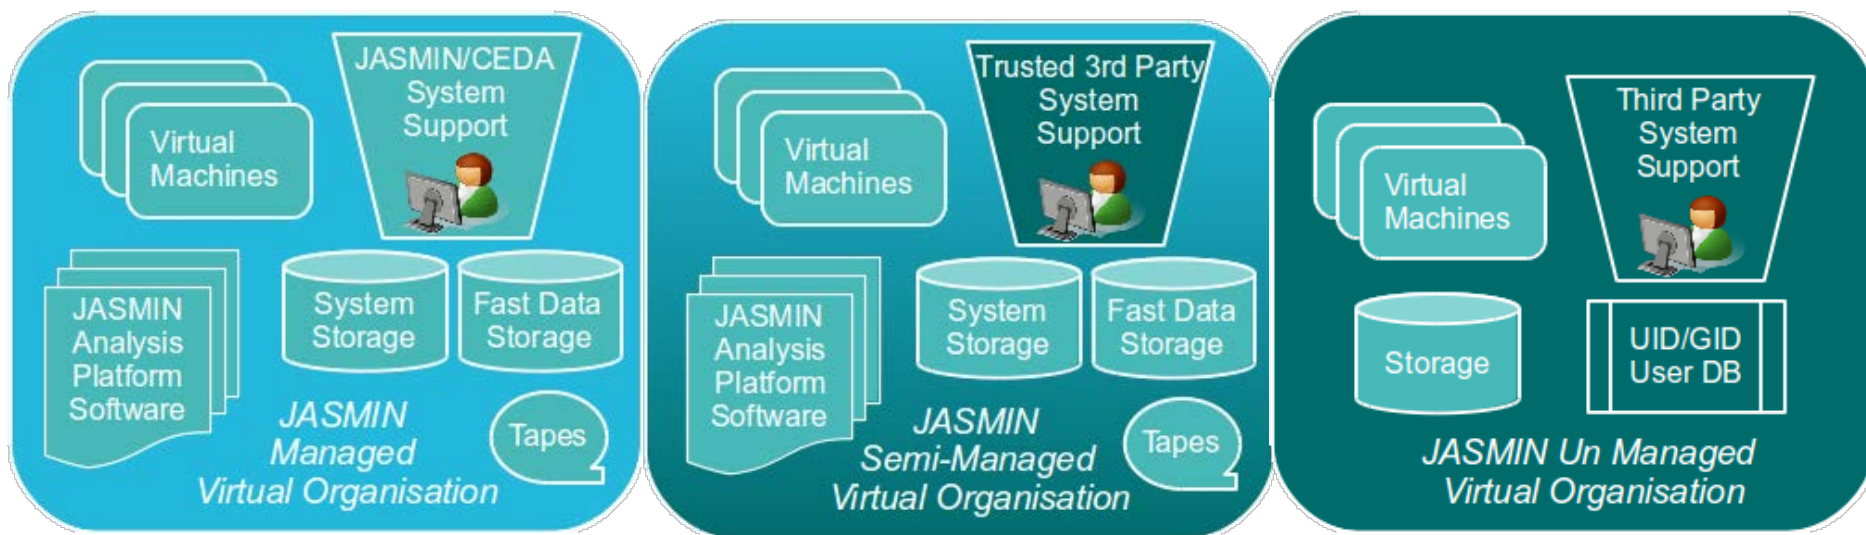 JASMIN/CEDA
System
Support
Virtual
Machines
JASMIN
Analysis
Platform
Software
System
Storage
Fast Data
Storage
Tapes
JASMIN
Managed
Virtual Organisation
Trusted 3rd Party
System
Support
Virtual
Machines
JASMIN
Analysis
Platform
Software
System
Storage
Fast Data
Storage
Tapes
JASMIN
Semi-Managed
Virtual Organisation
Third Party
System
Support
Virtual
Machines
Storage
UID/GID
User DB
JASMIN Un Managed
Virtual Organisation